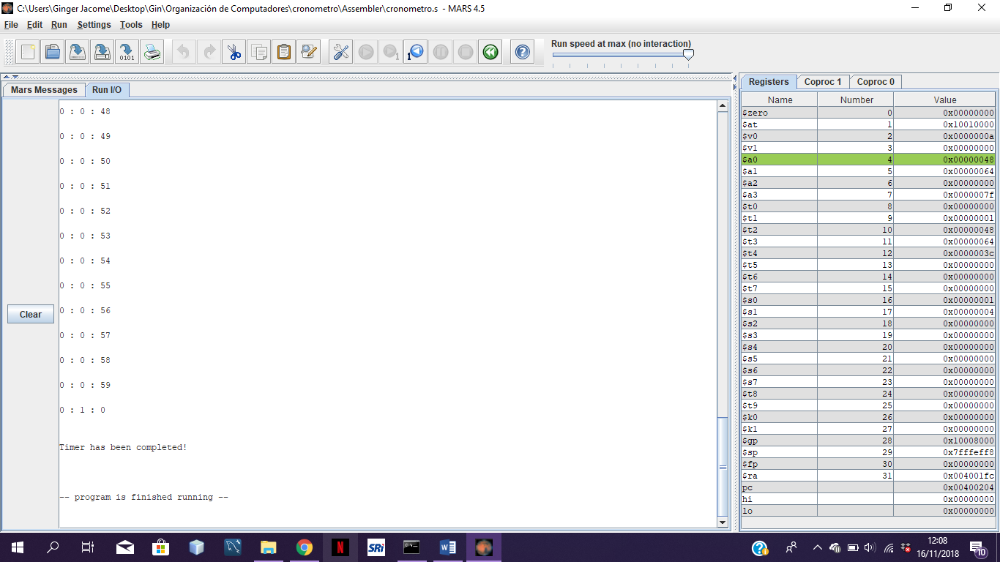 C:\Users\Ginger Jacome\Desktop\Gin\Organización de Computadores\cronometro\Assembler\cronometro.s - MARS 4.5
File Edit Run Settings Tools Help
Run speed at max (no interaction)
Mars Messages Run I/O
Clear
0 : 0 : 48
0 : 0 : 49
0 : 0 : 50
0 : 0 : 51
0 : 0 : 52
0 : 0 : 53
0 : 0 : 54
0 : 0 : 55
0 : 0 : 56
0 : 0 : 57
0 : 0 : 58
0 : 0 : 59
0 : 1 : 0
Timer has been completed!
-- program is finished running --
Registers Coproc 1 Coproc 0
Name Number Value
$zero 0 0x00000000
$at 1 0x10010000
$v0 2 0x0000000a
$v1 3 0x00000000
$a0 4 0x00000048
$a1 5 0x00000064
$a2 6 0x00000000
$a3 7 0x0000007f
$t0 8 0x00000000
$t1 9 0x00000001
$t2 10 0x00000048
$t3 11 0x00000064
$t4 12 0x0000003c
$t5 13 0x00000000
$t6 14 0x00000000
$t7 15 0x00000000
$s0 16 0x00000001
$s1 17 0x00000004
$s2 18 0x00000000
$s3 19 0x00000000
$s4 20 0x00000000
$s5 21 0x00000000
$s6 22 0x00000000
$s7 23 0x00000000
$t8 24 0x00000000
$t9 25 0x00000000
$k0 26 0x00000000
$k1 27 0x00000000
$gp 28 0x10008000
$sp 29 0x7fffeff8
$fp 30 0x00000000
$ra 31 0x004001fc
pc 0x00400204
hi 0x00000000
lo 0x00000000
N SRi W
12:08
16/11/2018
10